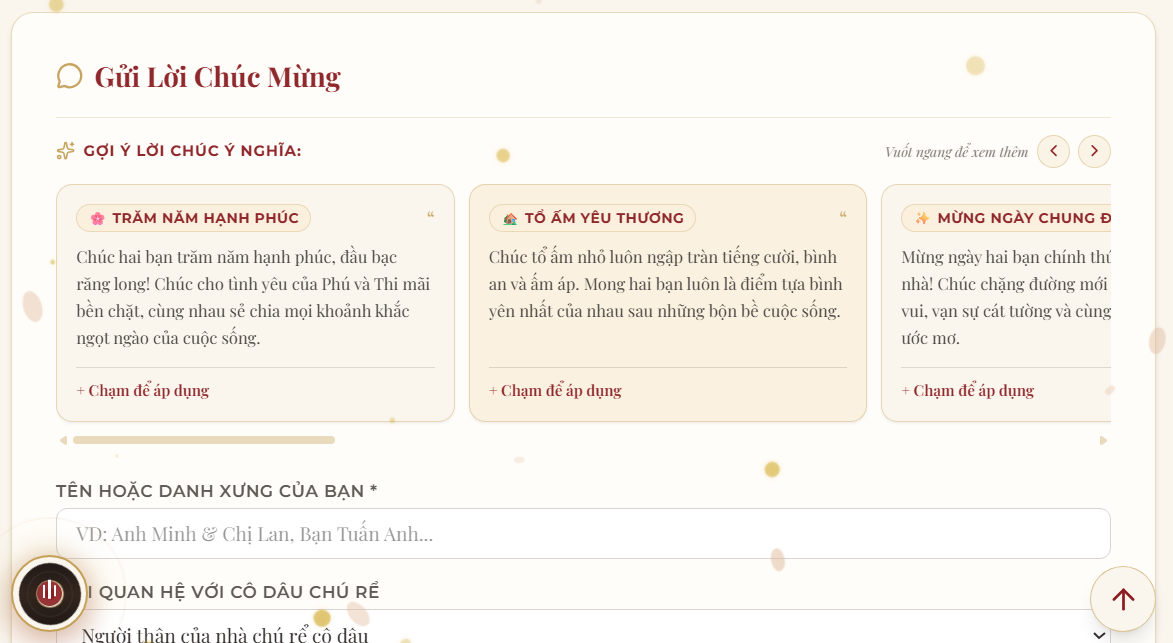 Gửi Lời Chúc Mừng
GỢI Ý LỜI CHÚC Ý NGHĨA:
Vuốt ngang để xem thêm
TRĂM NĂM HẠNH PHÚC “
Chúc hai bạn trăm năm hạnh phúc, đầu bạc
răng long! Chúc cho tình yêu của Phú và Thi mãi
bền chặt, cùng nhau sẻ chia mọi khoảnh khắc
ngọt ngào của cuộc sống.
+ Chạm để áp dụng
TỔ ẤM YÊU THƯƠNG “
Chúc tổ ấm nhỏ luôn ngập tràn tiếng cười, bình
an và ấm áp. Mong hai bạn luôn là điểm tựa bình
yên nhất của nhau sau những bộn bề cuộc sống.
+ Chạm để áp dụng
MỪNG NGÀY CHUNG Đ
Mừng ngày hai bạn chính thứ
nhà! Chúc chặng đường mới
vui, vạn sự cát tường và cùng
ước mơ.
+ Chạm để áp dụng
TÊN HOẶC DANH XƯNG CỦA BẠN *
VD: Anh Minh & Chị Lan, Bạn Tuấn Anh...
QUAN HỆ VỚI CÔ DÂU CHÚ RỂ
Người thân của nhà chú rể cô dâu